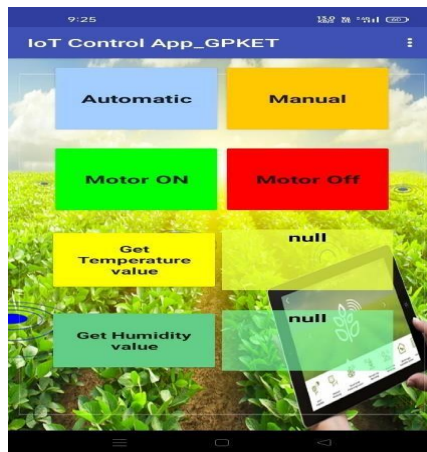 9:25
IoT Control App_GPKET
Automatic
Manual
Motor ON
Motor Off
Get
Temperature
value
null
Get Humidity
value
null